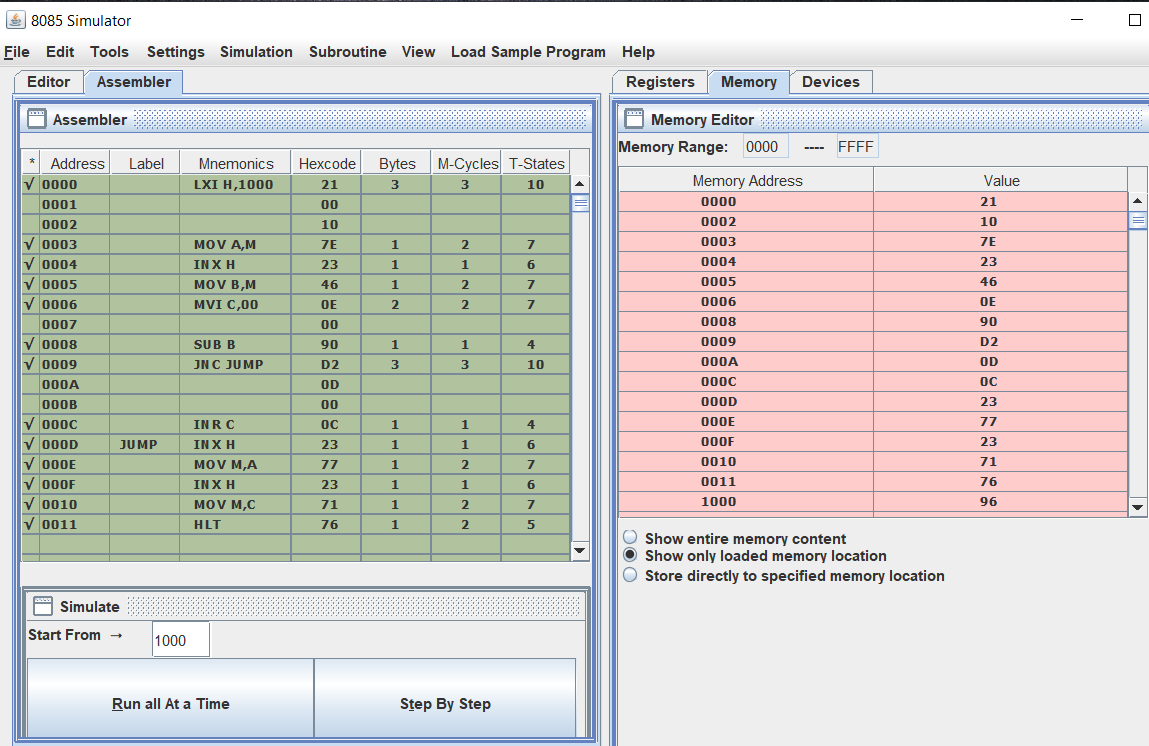 8085 Simulator
File Edit Tools Settings Simulation Subroutine View Load Sample Program Help
Editor Assembler
Assembler
* Address Label Mnemonics Hexcode Bytes M-Cycles T-States
√ 0000 LXI H,1000 21 3 3 10
0001 00
0002 10
√ 0003 MOV A,M 7E 1 2 7
√ 0004 INX H 23 1 1 6
√ 0005 MOV B,M 46 1 2 7
√ 0006 MVI C,00 0E 2 2 7
0007 00
√ 0008 SUB B 90 1 1 4
√ 0009 JNC JUMP D2 3 3 10
000A 0D
000B 00
√ 000C INR C 0C 1 1 4
√ 000D JUMP INX H 23 1 1 6
√ 000E MOV M,A 77 1 2 7
√ 000F INX H 23 1 1 6
√ 0010 MOV M,C 71 1 2 7
√ 0011 HLT 76 1 2 5
Simulate
Start From → 1000
Run all At a Time Step By Step
Registers Memory Devices
Memory Editor
Memory Range: 0000 ---- FFFF
Memory Address Value
0000 21
0002 10
0003 7E
0004 23
0005 46
0006 0E
0008 90
0009 D2
000A 0D
000C 0C
000D 23
000E 77
000F 23
0010 71
0011 76
1000 96
Show entire memory content
Show only loaded memory location
Store directly to specified memory location